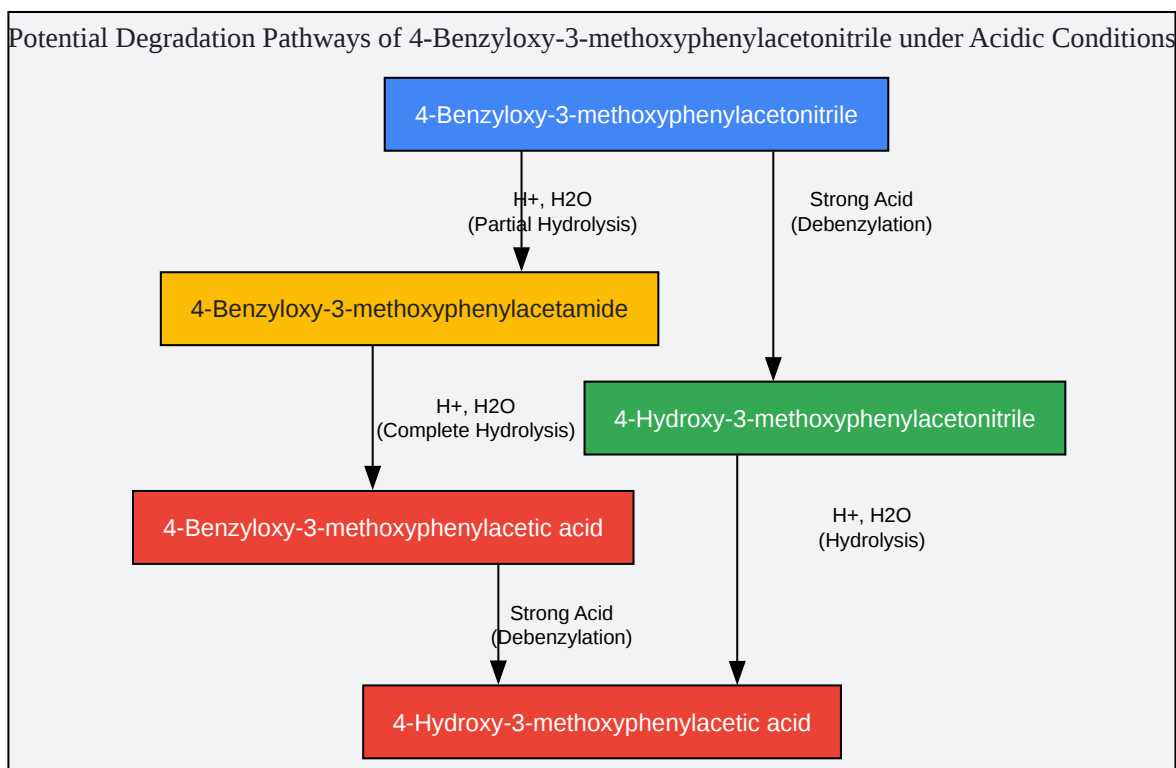 Potential Degradation Pathways of 4-Benzyloxy-3-methoxyphenylacetonitrile under Acidic Conditions
4-Benzyloxy-3-methoxyphenylacetonitrile
H+, H2O
(Partial Hydrolysis)
Strong Acid
(Debenzylation)
4-Benzyloxy-3-methoxyphenylacetamide
H+, H2O
(Complete Hydrolysis)
4-Hydroxy-3-methoxyphenylacetonitrile
4-Benzyloxy-3-methoxyphenylacetic acid
H+, H2O
(Hydrolysis)
Strong Acid
(Debenzylation)
4-Hydroxy-3-methoxyphenylacetic acid